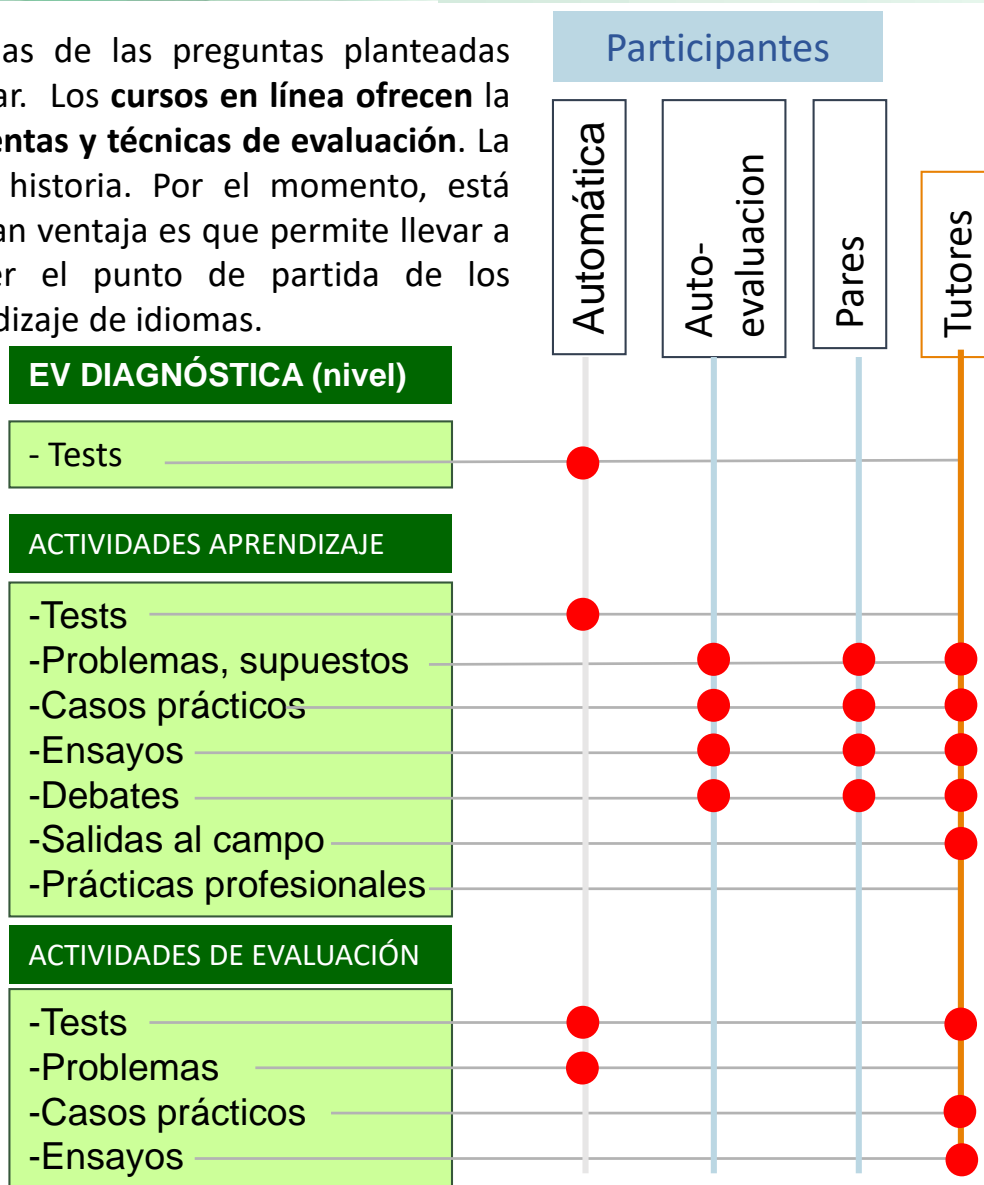 as de las preguntas planteadas
ar. Los cursos en línea ofrecen la
entas y técnicas de evaluación. La
historia. Por el momento, está
an ventaja es que permite llevar a
er el punto de partida de los
dizaje de idiomas.
Participantes
Automática
Auto-
evaluacion
Pares
Tutores
EV DIAGNÓSTICA (nivel)
- Tests
ACTIVIDADES APRENDIZAJE
-Tests
-Problemas, supuestos
-Casos prácticos
-Ensayos
-Debates
-Salidas al campo
-Prácticas profesionales
ACTIVIDADES DE EVALUACIÓN
-Tests
-Problemas
-Casos prácticos
-Ensayos